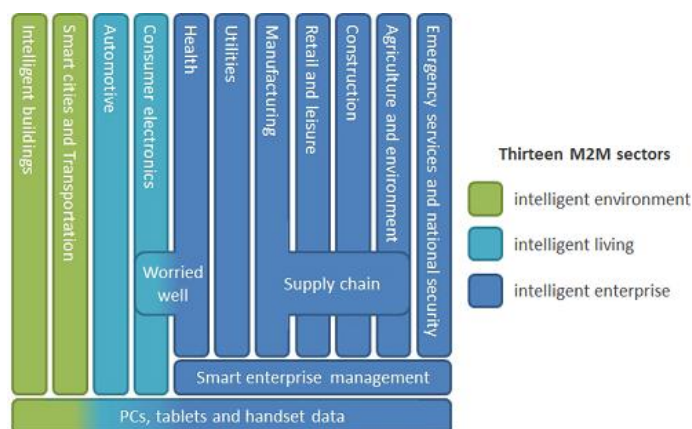 Intelligent buildings
Smart cities and Transportation
Automotive
Consumer electronics
Health
Utilities
Manufacturing
Retail and leisure
Construction
Agriculture and environment
Emergency services and national security
Worried
well
Supply chain
Smart enterprise management
PCs, tablets and handset data
Thirteen M2M sectors
intelligent environment
intelligent living
intelligent enterprise